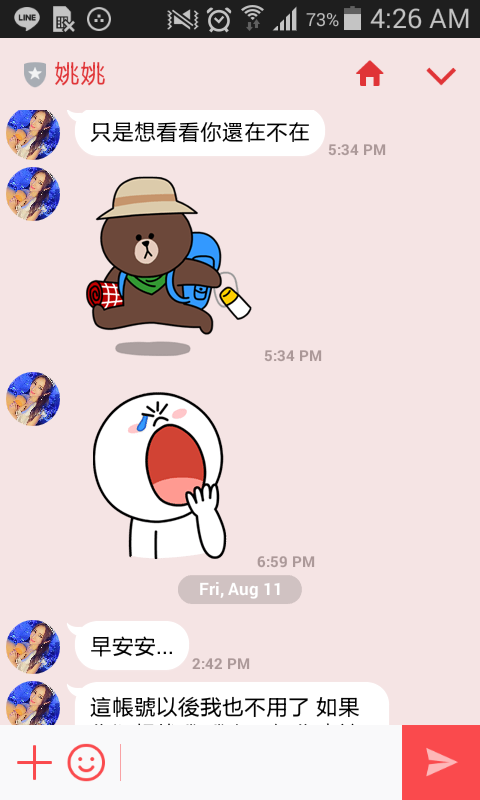 LINE 73% 4:26 AM
姚姚
只是想看看你還在不在
5:34 PM
5:34 PM
6:59 PM
Fri, Aug 11
早安安...
2:42 PM
這帳號以後我也不用了 如果